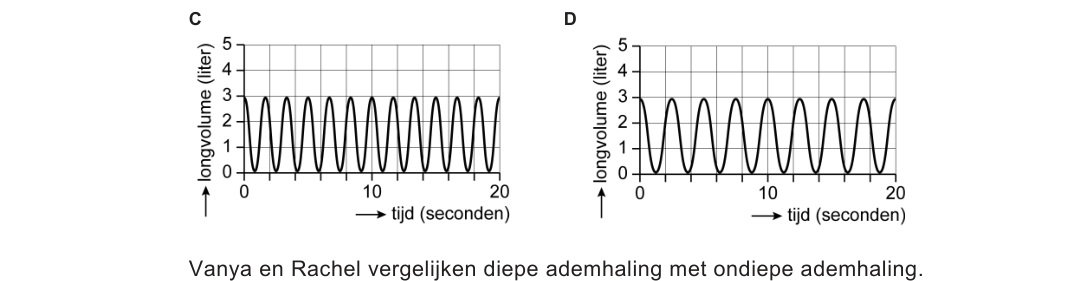 C
D
5
4
3
2
1
0
longvolume (liter)
0
10
20
tijd (seconden)
5
4
3
2
1
0
longvolume (liter)
0
10
20
tijd (seconden)
Vanya en Rachel vergelijken diepe ademhaling met ondiepe ademhaling.